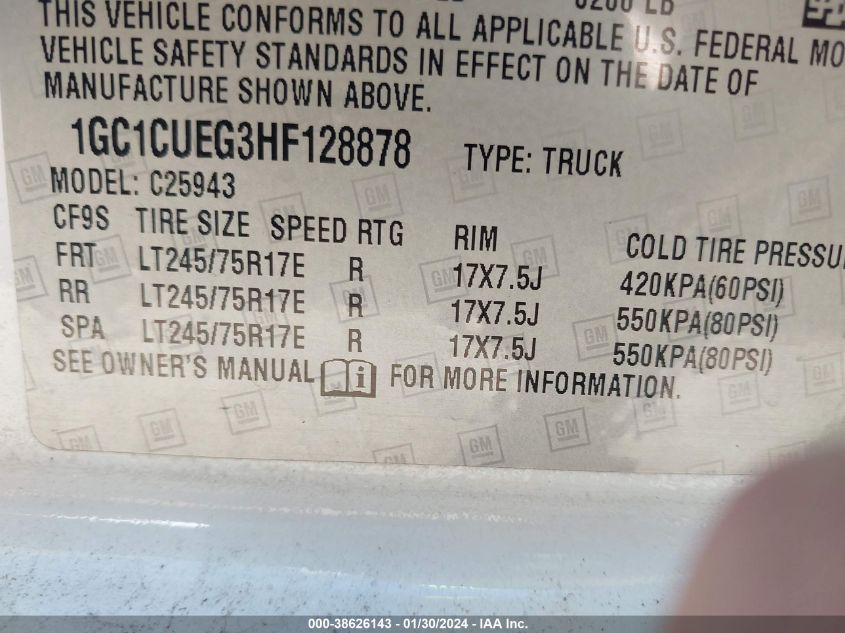 THIS VEHICLE CONFORMS TO ALL APPLICABLE U.S. FEDERAL MO
VEHICLE SAFETY STANDARDS IN EFFECT ON THE DATE OF
MANUFACTURE SHOWN ABOVE.
1GC1CUEG3HF128878 TYPE: TRUCK
MODEL: C25943
CF9S TIRE SIZE SPEED RTG RIM COLD TIRE PRESSU
FRT LT245/75R17E R 17X7.5J 420KPA(60PSI)
RR LT245/75R17E R 17X7.5J 550KPA(80PSI)
SPA LT245/75R17E R 17X7.5J 550KPA(80PSI)
SEE OWNER'S MANUAL i FOR MORE INFORMATION.
GM
000-38626143 - 01/30/2024 - IAA Inc.